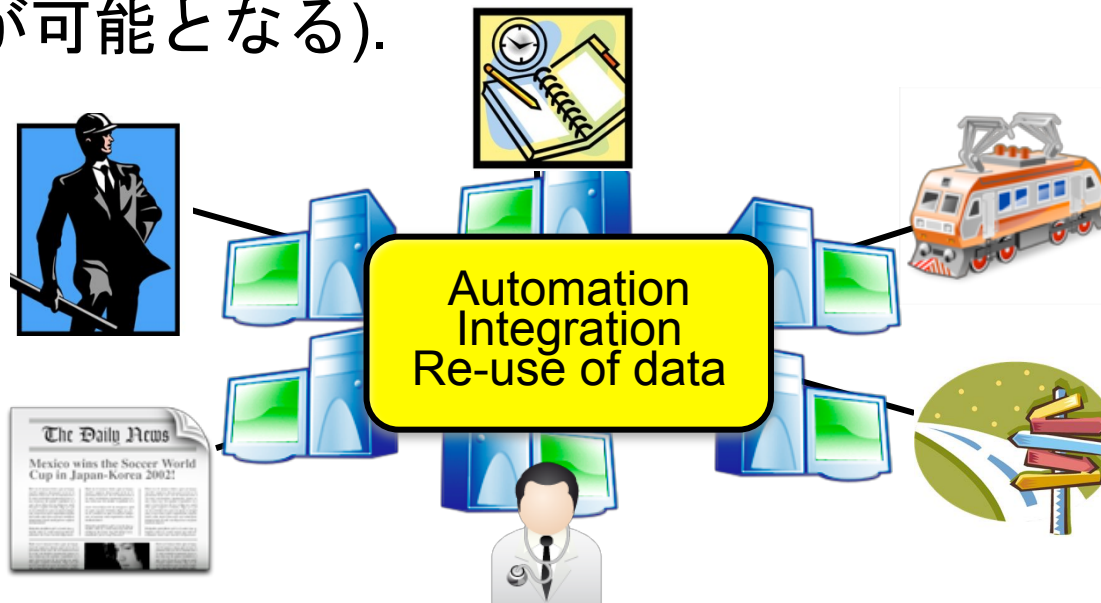 が可能となる).
Automation
Integration
Re-use of data
The Daily News
Mexico wins the Soccer World
Cup in Japan-Korea 2002!